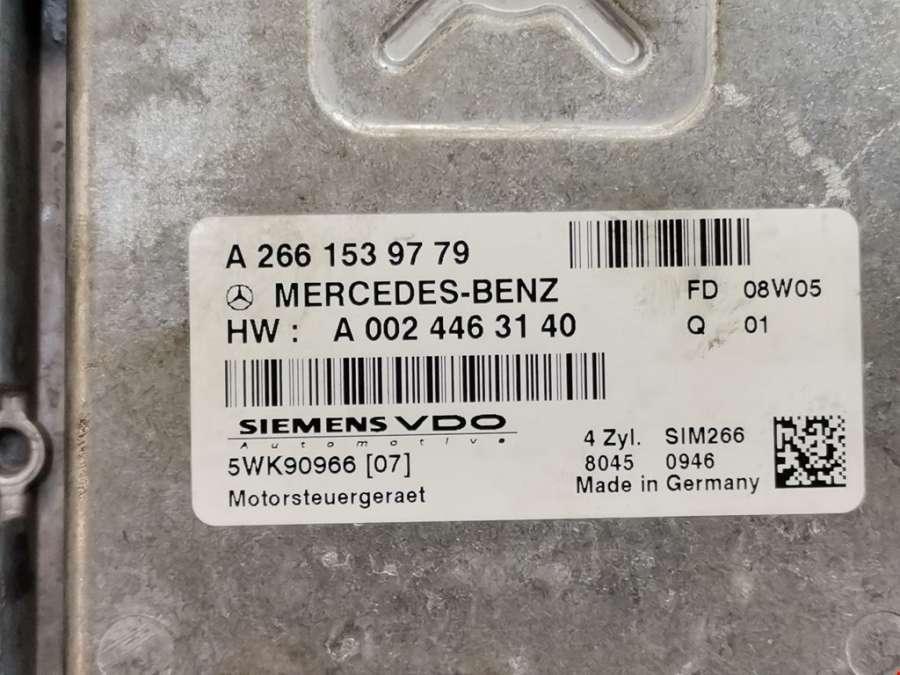 A 266 153 97 79
MERCEDES-BENZ
FD 08W05
HW : A 002 446 31 40
Q 01
SIEMENS VDO
Automotive
4 Zyl. SIM266
5WK90966 [07]
8045 0946
Motorsteuergeraet
Made in Germany